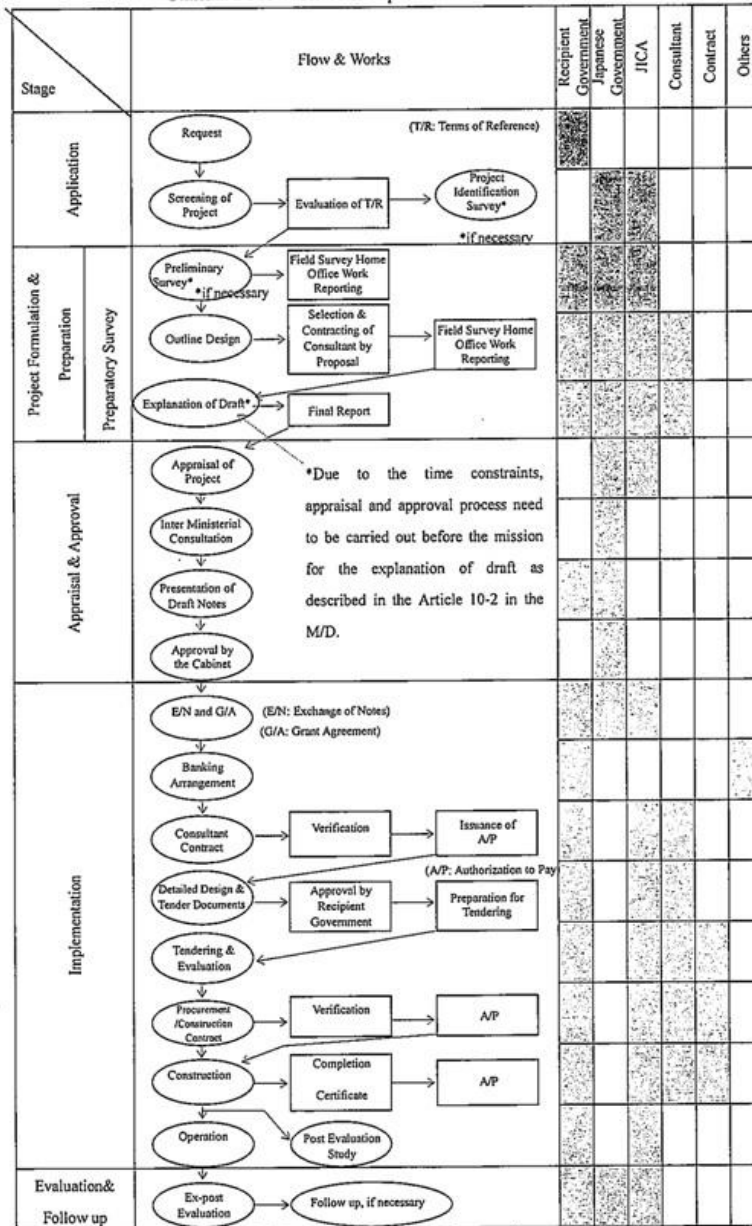 Stage
Flow & Works
Recipient
Government
Japanese
Government
JICA
Consultant
Contract
Others
Application
Request
(T/R: Terms of Reference)
Screening of
Project
Evaluation of T/R
Project
Identification
Survey*
*if necessary
Project Formulation &
Preparation
Preparatory Survey
Preliminary
Survey*
*if necessary
Field Survey Home
Office Work
Reporting
Outline Design
Selection &
Contracting of
Consultant by
Proposal
Field Survey Home
Office Work
Reporting
Explanation of Draft*
Final Report
Appraisal & Approval
Appraisal of
Project
Inter Ministerial
Consultation
Presentation of
Draft Notes
Approval by
the Cabinet
*Due to the time constraints,
appraisal and approval process need
to be carried out before the mission
for the explanation of draft as
described in the Article 10-2 in the
M/D.
Implementation
E/N and G/A
(E/N: Exchange of Notes)
(G/A: Grant Agreement)
Banking
Arrangement
Consultant
Contract
Verification
Issuance of
A/P
(A/P: Authorization to Pay)
Detailed Design &
Tender Documents
Approval by
Recipient
Government
Preparation for
Tendering
Tendering &
Evaluation
Procurement
/Construction
Contract
Verification
A/P
Construction
Completion
Certificate
A/P
Operation
Post Evaluation
Study
Evaluation&
Follow up
Ex-post
Evaluation
Follow up, if necessary